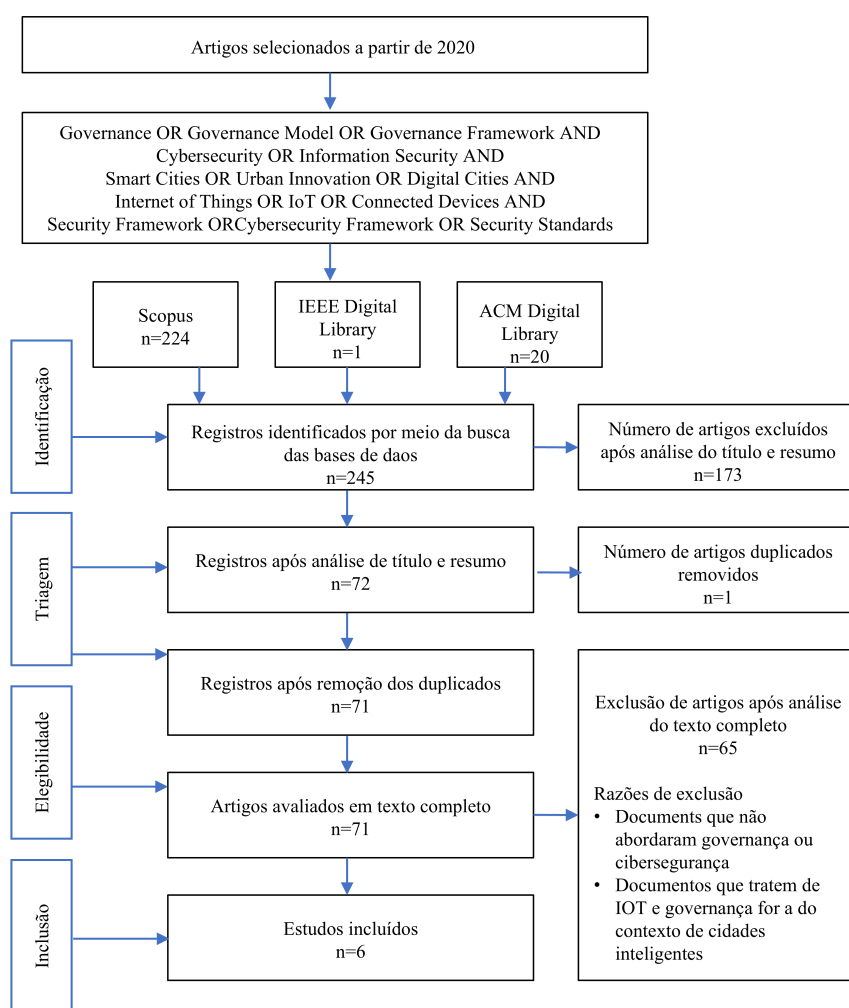 Artigos selecionados a partir de 2020
Governance OR Governance Model OR Governance Framework AND
Cybersecurity OR Information Security AND
Smart Cities OR Urban Innovation OR Digital Cities AND
Internet of Things OR IoT OR Connected Devices AND
Security Framework ORCybersecurity Framework OR Security Standards
Scopus
n=224
IEEE Digital
Library
n=1
ACM Digital
Library
n=20
Identificação
Registros identificados por meio da busca
das bases de daos
n=245
Número de artigos excluídos
após análise do título e resumo
n=173
Triagem
Registros após análise de título e resumo
n=72
Número de artigos duplicados
removidos
n=1
Registros após remoção dos duplicados
n=71
Elegibilidade
Artigos avaliados em texto completo
n=71
Exclusão de artigos após análise
do texto completo
n=65
Razões de exclusão
• Documents que não
abordaram governança ou
cibersegurança
• Documentos que tratem de
IOT e governança for a do
contexto de cidades
inteligentes
Inclusão
Estudos incluídos
n=6